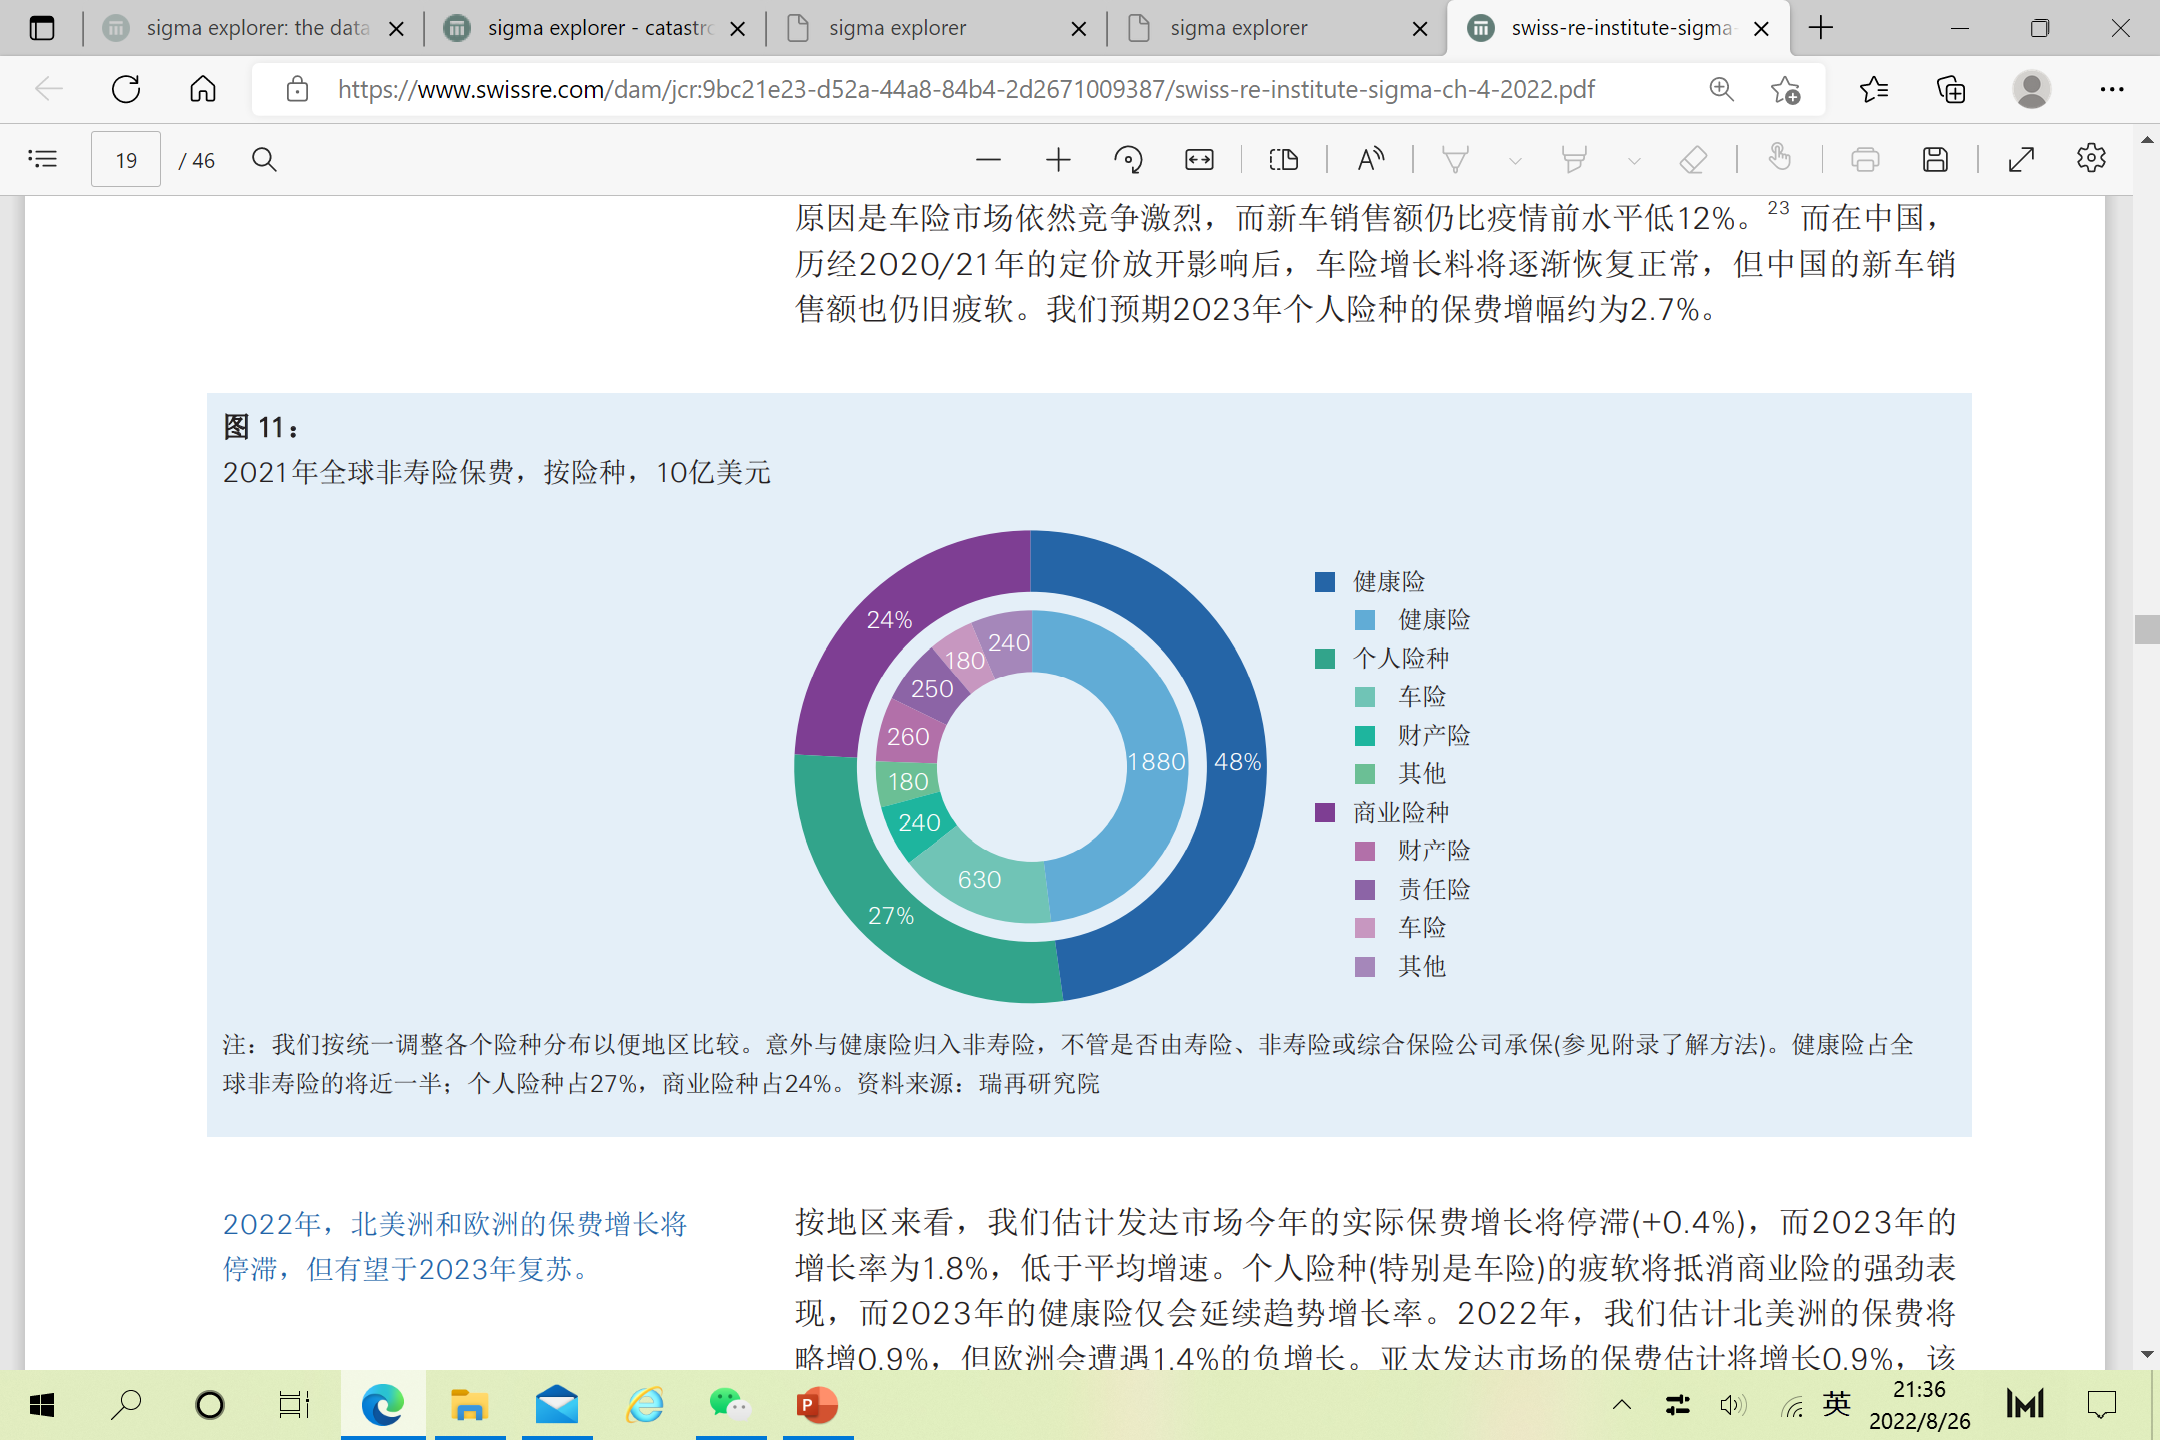 sigma explorer: the data
sigma explorer - catastro
sigma explorer
sigma explorer
swiss-re-institute-sigma-
https://www.swissre.com/dam/jcr:9bc21e23-d52a-44a8-84b4-2d2671009387/swiss-re-institute-sigma-ch-4-2022.pdf
19 / 46
原因是车险市场依然竞争激烈，而新车销售额仍比疫情前水平低12%。23 而在中国，
历经2020/21年的定价放开影响后，车险增长料将逐渐恢复正常，但中国的新车销
售额也仍旧疲软。我们预期2023年个人险种的保费增幅约为2.7%。
图 11：
2021年全球非寿险保费，按险种，10亿美元
24%
240
180
250
260
180
240
630
1880
48%
27%
健康险
健康险
个人险种
车险
财产险
其他
商业险种
财产险
责任险
车险
其他
注：我们按统一调整各个险种分布以便地区比较。意外与健康险归入非寿险，不管是否由寿险、非寿险或综合保险公司承保(参见附录了解方法)。健康险占全
球非寿险的将近一半；个人险种占27%，商业险种占24%。资料来源：瑞再研究院
2022年，北美洲和欧洲的保费增长将
停滞，但有望于2023年复苏。
按地区来看，我们估计发达市场今年的实际保费增长将停滞(+0.4%)，而2023年的
增长率为1.8%，低于平均增速。个人险种(特别是车险)的疲软将抵消商业险的强劲表
现，而2023年的健康险仅会延续趋势增长率。2022年，我们估计北美洲的保费将
略增0.9%，但欧洲会遭遇1.4%的负增长。亚太发达市场的保费估计将增长0.9%，该
英
21:36
2022/8/26